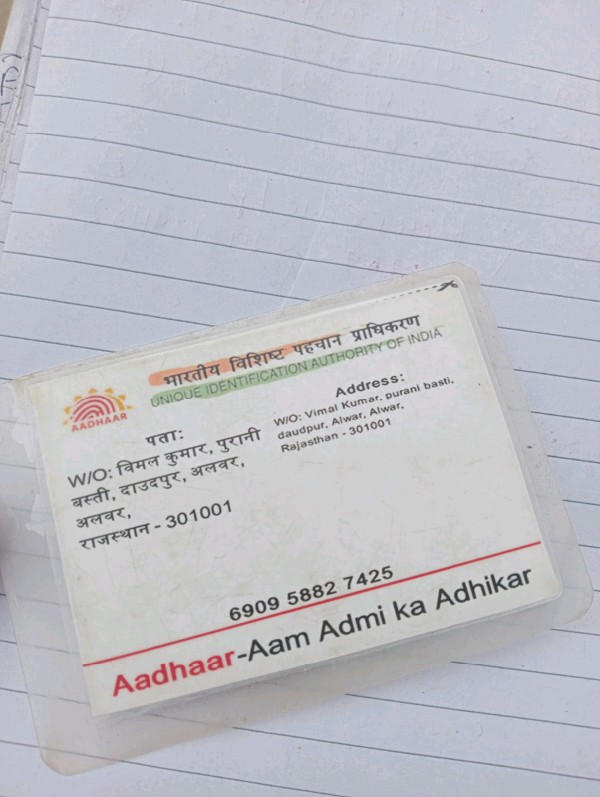 भारतीय विशिष्ट पहचान प्राधिकरण
UNIQUE IDENTIFICATION AUTHORITY OF INDIA
AADHAAR
पता:
W/O: विमल कुमार, पुरानी
बस्ती, दाउदपुर, अलवर,
अलवर,
राजस्थान - 301001
Address:
W/O: Vimal Kumar, purani basti,
daudpur, Alwar, Alwar,
Rajasthan - 301001
6909 5882 7425
Aadhaar-Aam Admi ka Adhikar